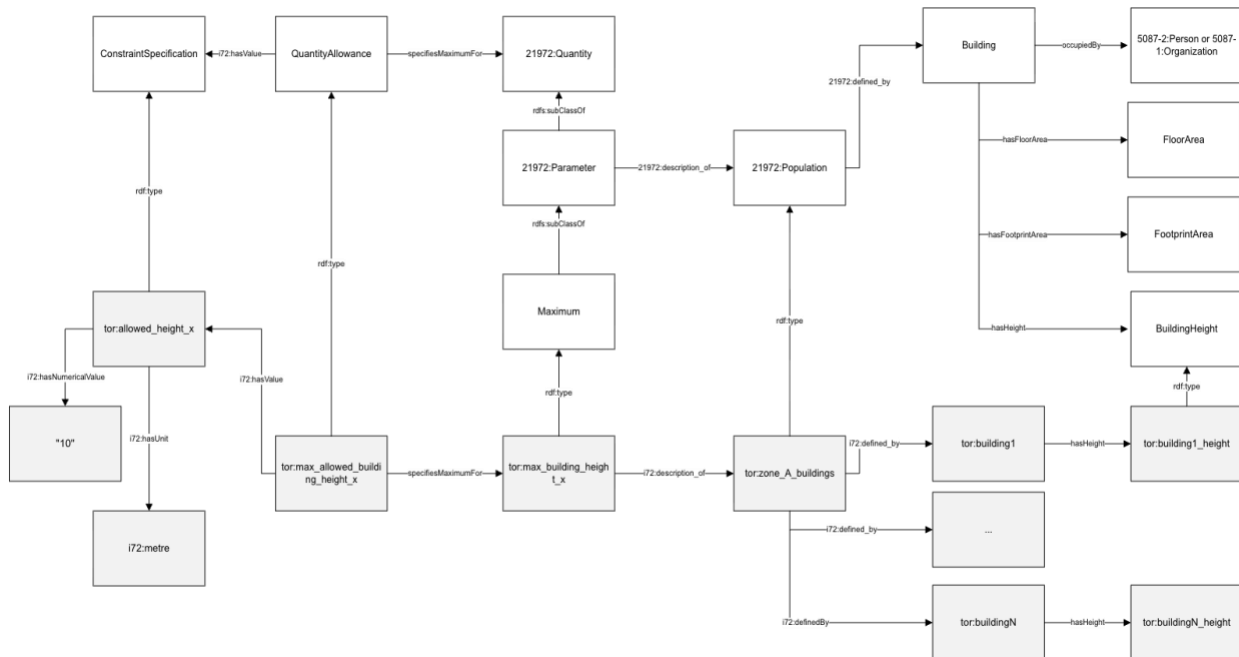 ConstraintSpecification
i72:hasValue
QuantityAllowance
specifiesMaximumFor
21972:Quantity
Building
occupiedBy
5087-2:Person or 5087-
1:Organization
21972:defined_by
rdfs:subClassOf
hasFloorArea
FloorArea
21972:Parameter
21972:description_of
21972:Population
rdf:type
rdf:type
rdfs:subClassOf
hasFootprintArea
FootprintArea
Maximum
rdf:type
tor:allowed_height_x
hasHeight
BuildingHeight
i72:hasNumericalValue
i72:hasValue
rdf:type
rdf:type
"10"
i72:hasUnit
tor:max_allowed_buildi
ng_height_x
specifiesMaximumFor
tor:max_building_heigh
t_x
i72:description_of
tor:zone_A_buildings
i72:defined_by
tor:building1
hasHeight
tor:building1_height
i72:metre
i72:defined_by
...
i72:definedBy
tor:buildingN
hasHeight
tor:buildingN_height